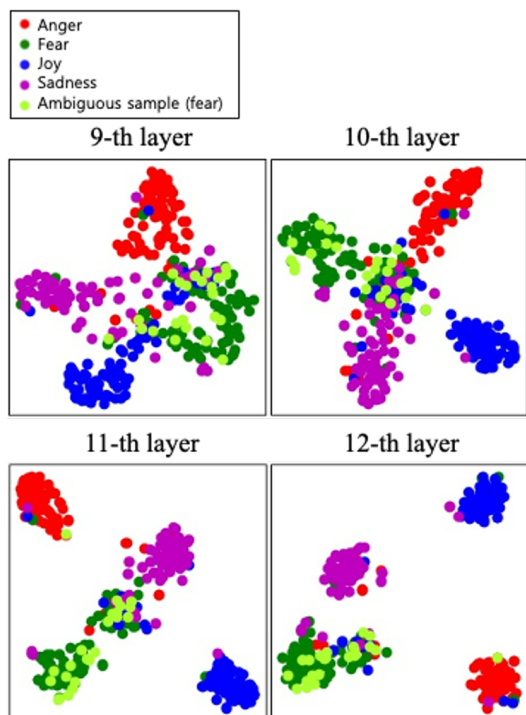 Anger
Fear
Joy
Sadness
Ambiguous sample (fear)
9-th layer
10-th layer
11-th layer
12-th layer